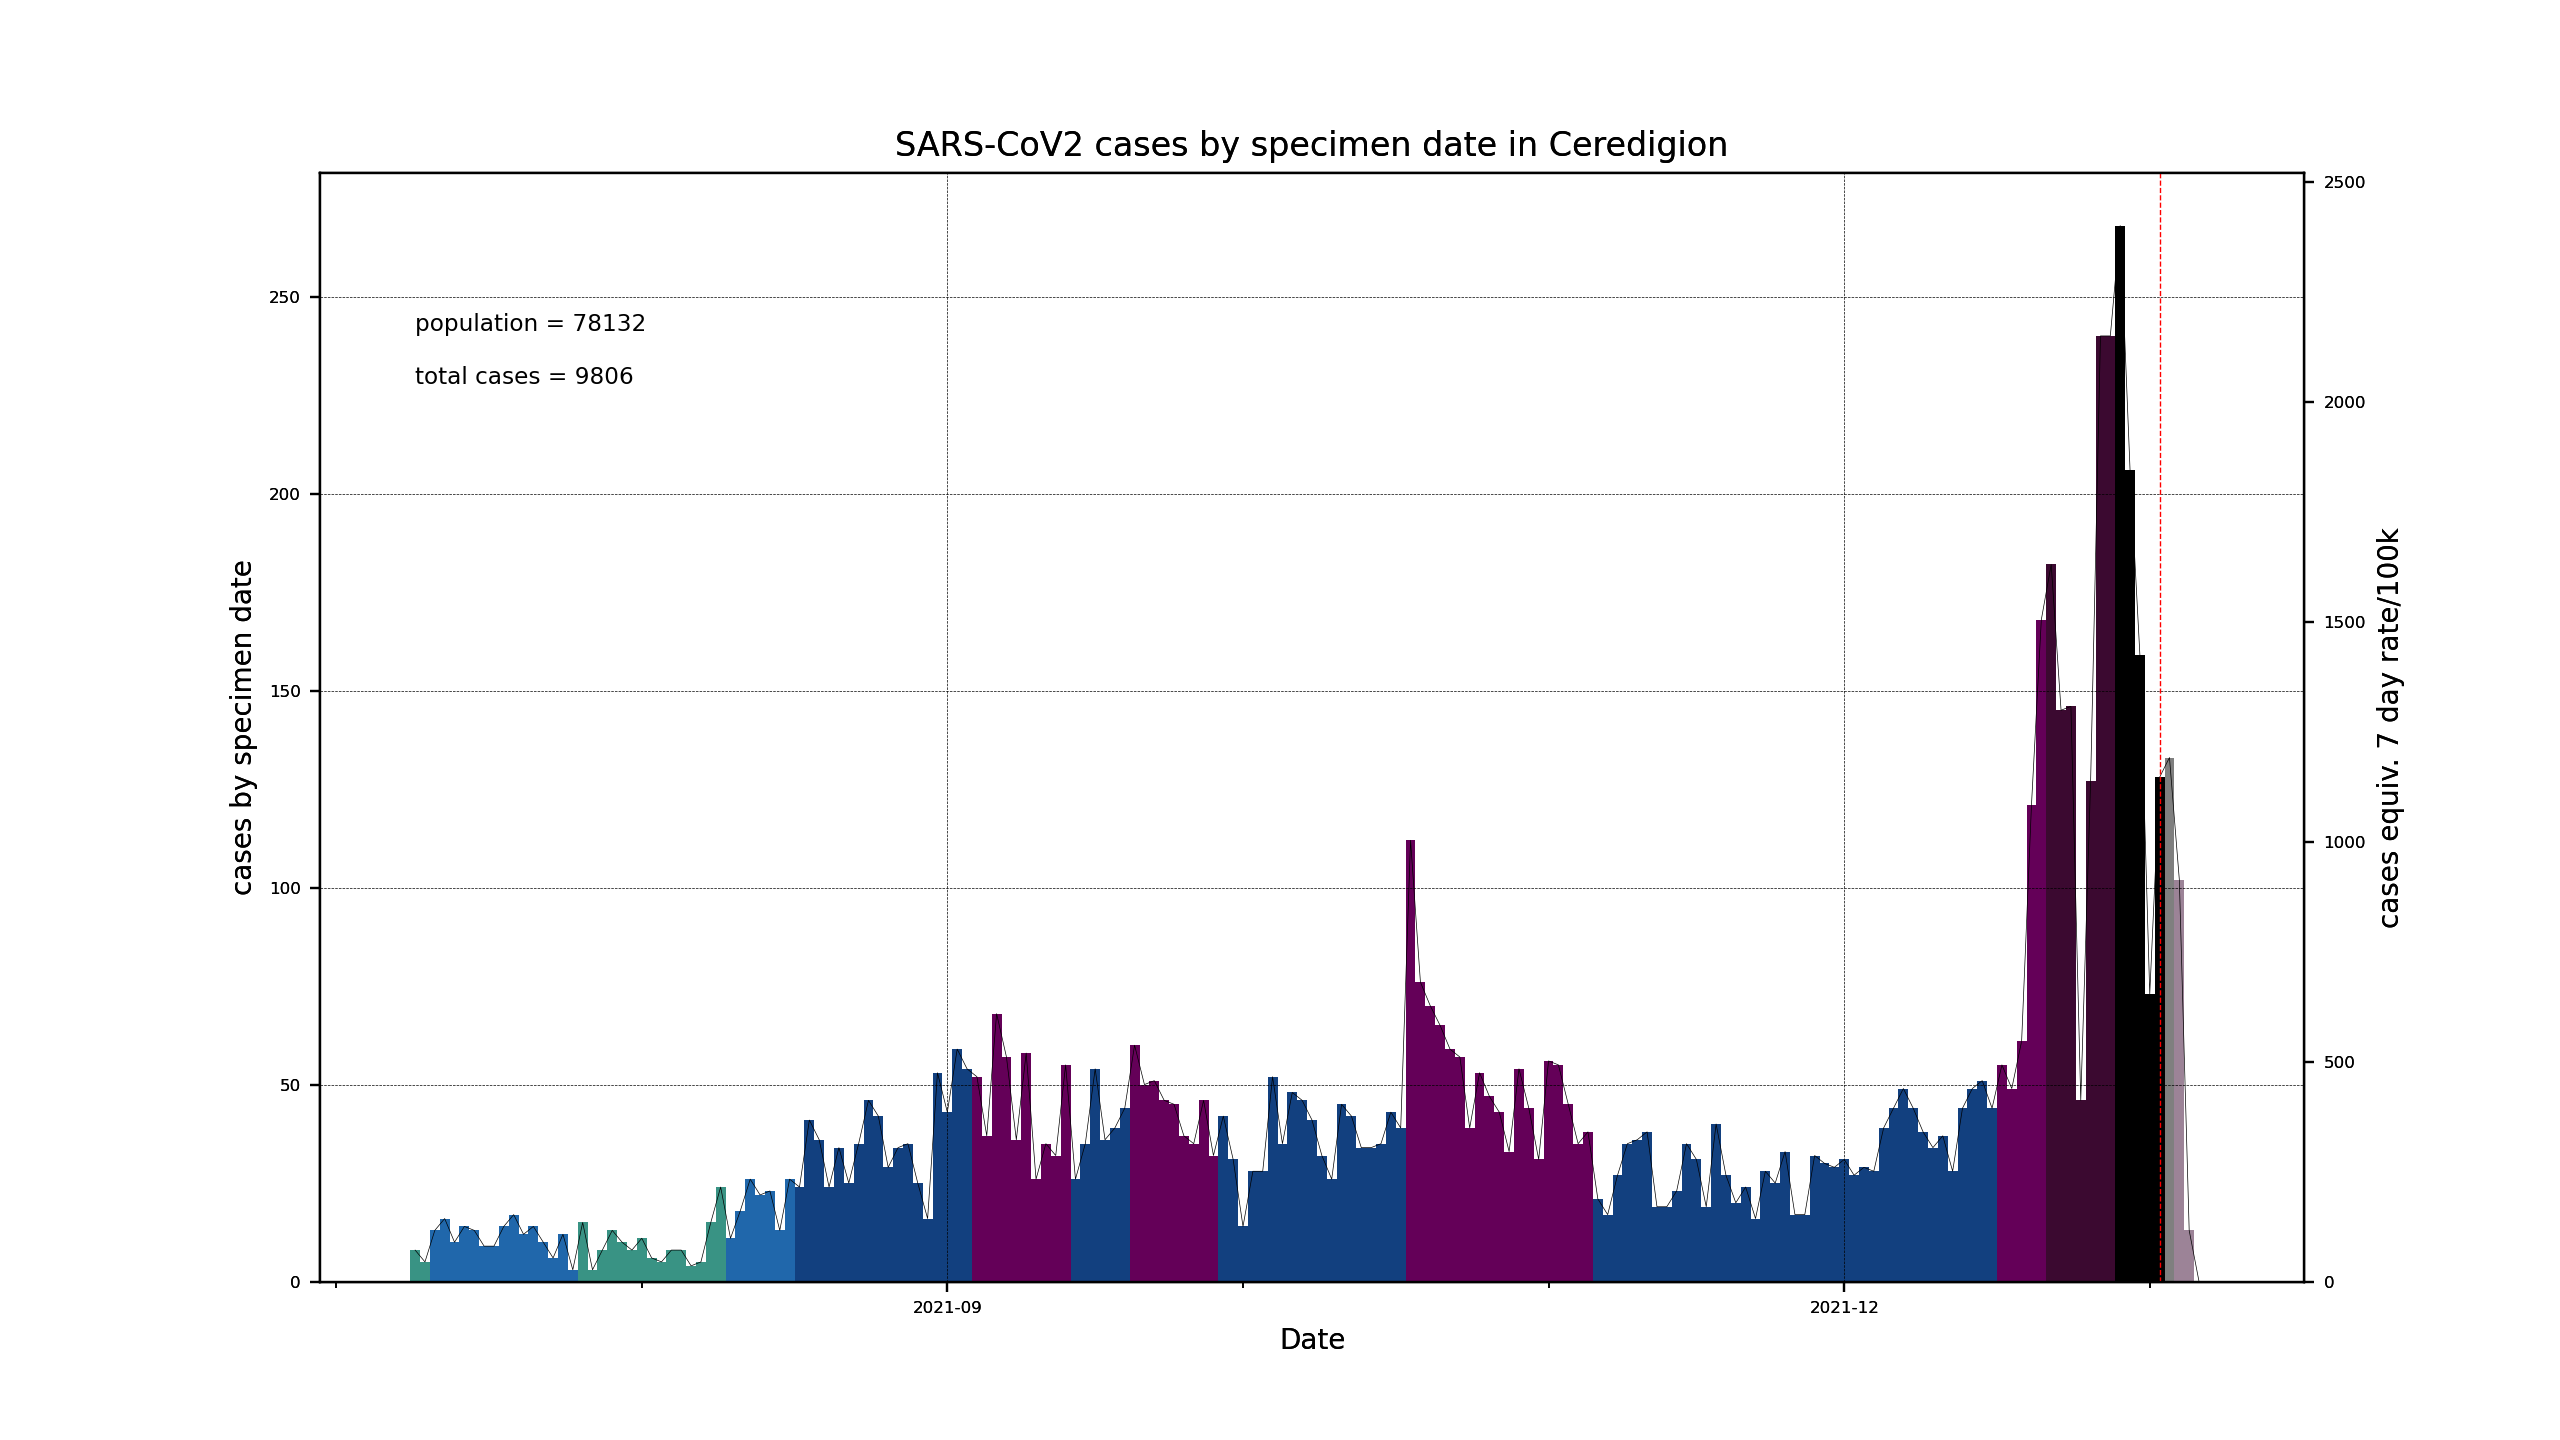 SARS-CoV2 cases by specimen date in Ceredigion
population = 78132
total cases = 9806
cases by specimen date
250
200
150
100
50
0
2500
2000
1500
1000
500
0
cases equiv. 7 day rate/100k
2021-09
2021-12
Date